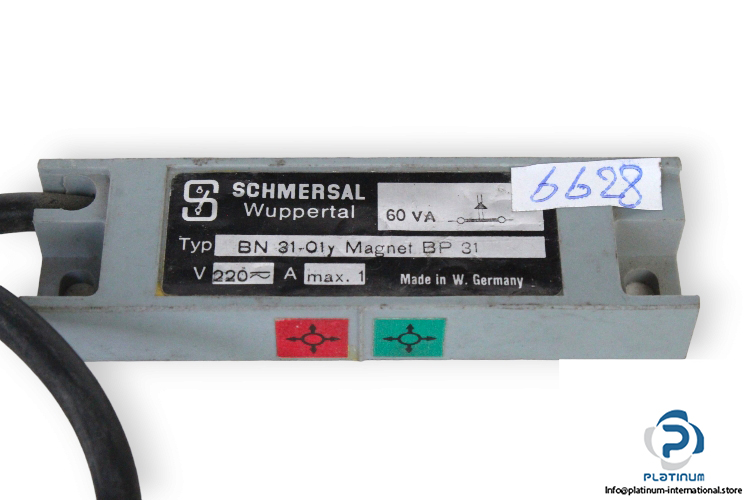 SCHMERSAL
Wuppertal
60 VA
6628
Typ BN 31-01y Magnet BP 31
V 220 A max. 1
Made in W. Germany
PLATINUM
Info@platinum-international.store